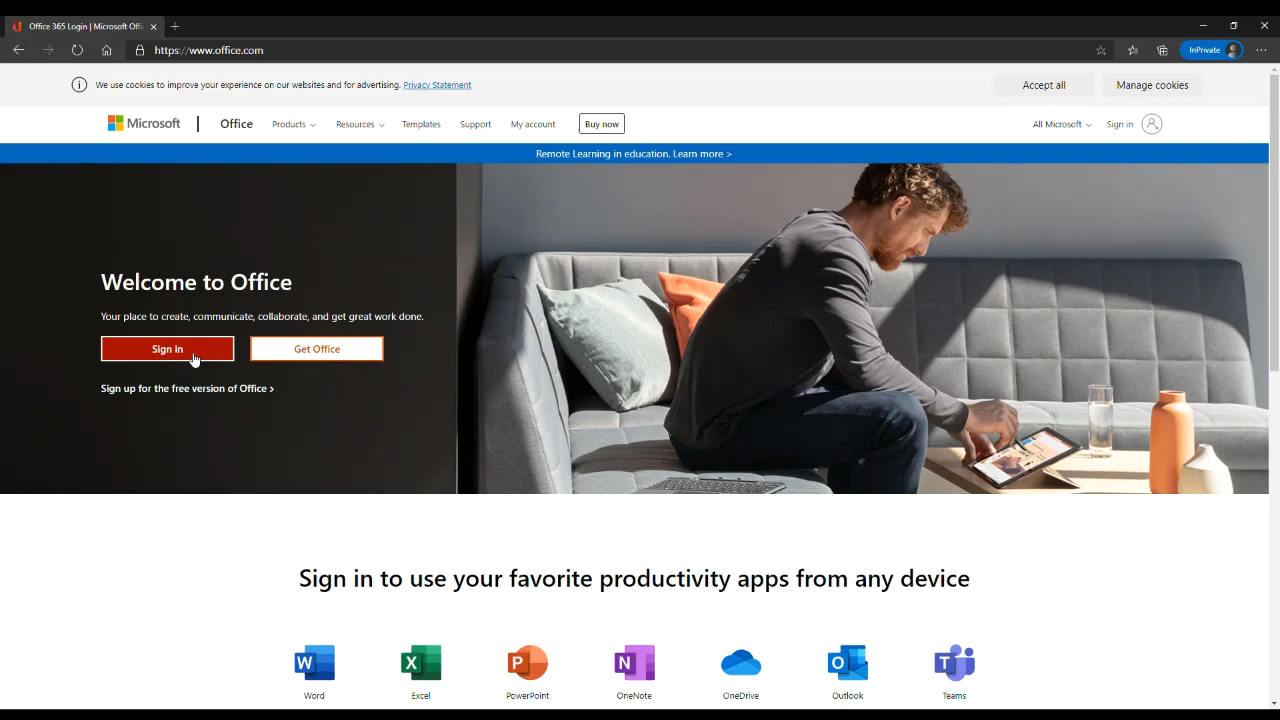 Office 365 Login | Microsoft Offi
https://www.office.com
InPrivate
We use cookies to improve your experience on our websites and for advertising. Privacy Statement
Accept all
Manage cookies
Microsoft
Office
Products
Resources
Templates
Support
My account
Buy now
All Microsoft
Sign in
Remote Learning in education. Learn more >
Welcome to Office
Your place to create, communicate, collaborate, and get great work done.
Sign in
Get Office
Sign up for the free version of Office >
Sign in to use your favorite productivity apps from any device
W
X
P
N
O
T
Word
Excel
PowerPoint
OneNote
OneDrive
Outlook
Teams